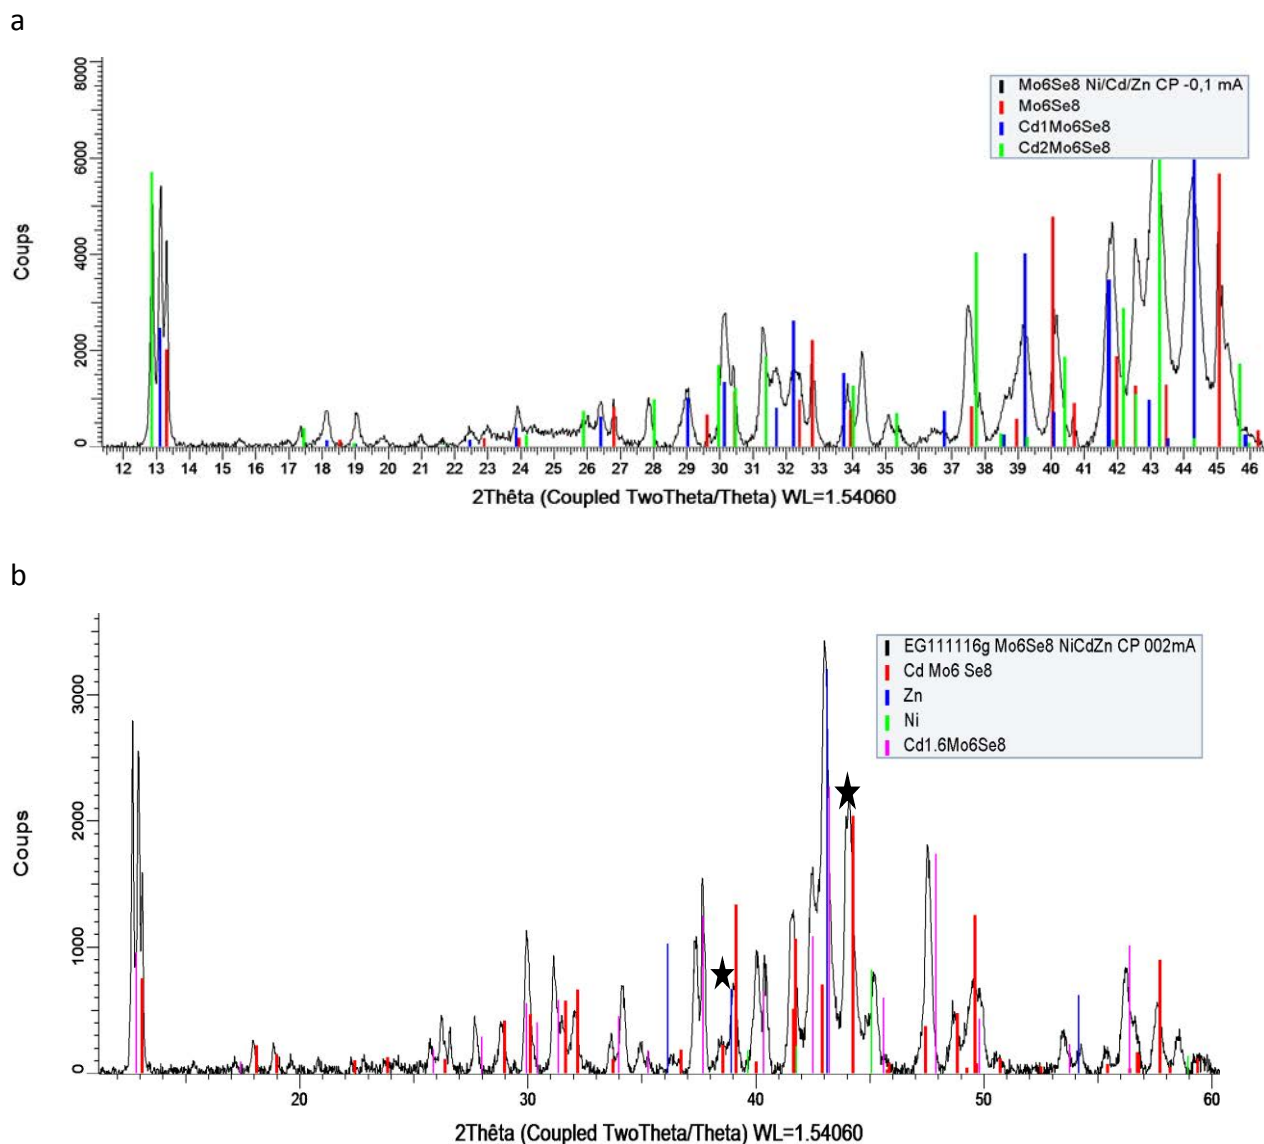 a
8000
6000
4000
2000
0
Coups
Mo6Se8 Ni/Cd/Zn CP -0,1 mA
Mo6Se8
Cd1Mo6Se8
Cd2Mo6Se8
12 13 14 15 16 17 18 19 20 21 22 23 24 25 26 27 28 29 30 31 32 33 34 35 36 37 38 39 40 41 42 43 44 45 46
2Thêta (Coupled TwoTheta/Theta) WL=1.54060
b
3000
2000
1000
0
Coups
EG111116g Mo6Se8 NiCdZn CP 002mA
Cd Mo6 Se8
Zn
Ni
Cd1.6Mo6Se8
20 30 40 50 60
2Thêta (Coupled TwoTheta/Theta) WL=1.54060